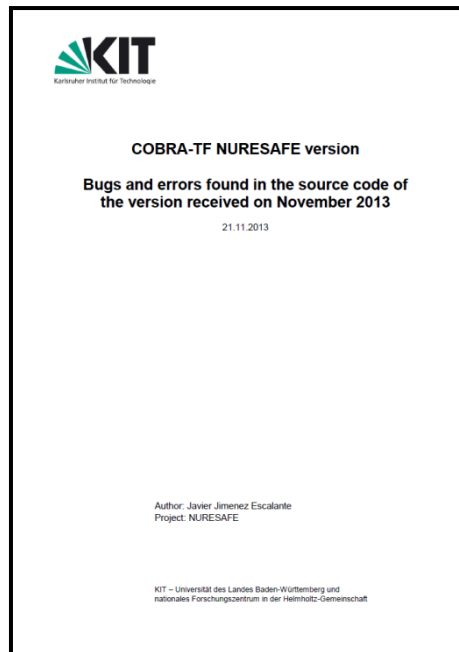 KIT
Karlsruher Institut für Technologie
COBRA-TF NURESAFE version
Bugs and errors found in the source code of
the version received on November 2013
21.11.2013
Author: Javier Jimenez Escalante
Project: NURESAFE
KIT – Universität des Landes Baden-Württemberg und
nationales Forschungszentrum in der Helmholtz-Gemeinschaft